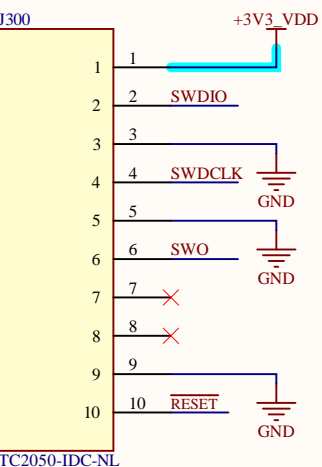 J300
+3V3_VDD
1 1
2 2 SWDIO
3 3
GND
4 4 SWDCLK
5 5
GND
6 6 SWO
7 7
8 8
9 9
GND
10 10 RESET
TC2050-IDC-NL